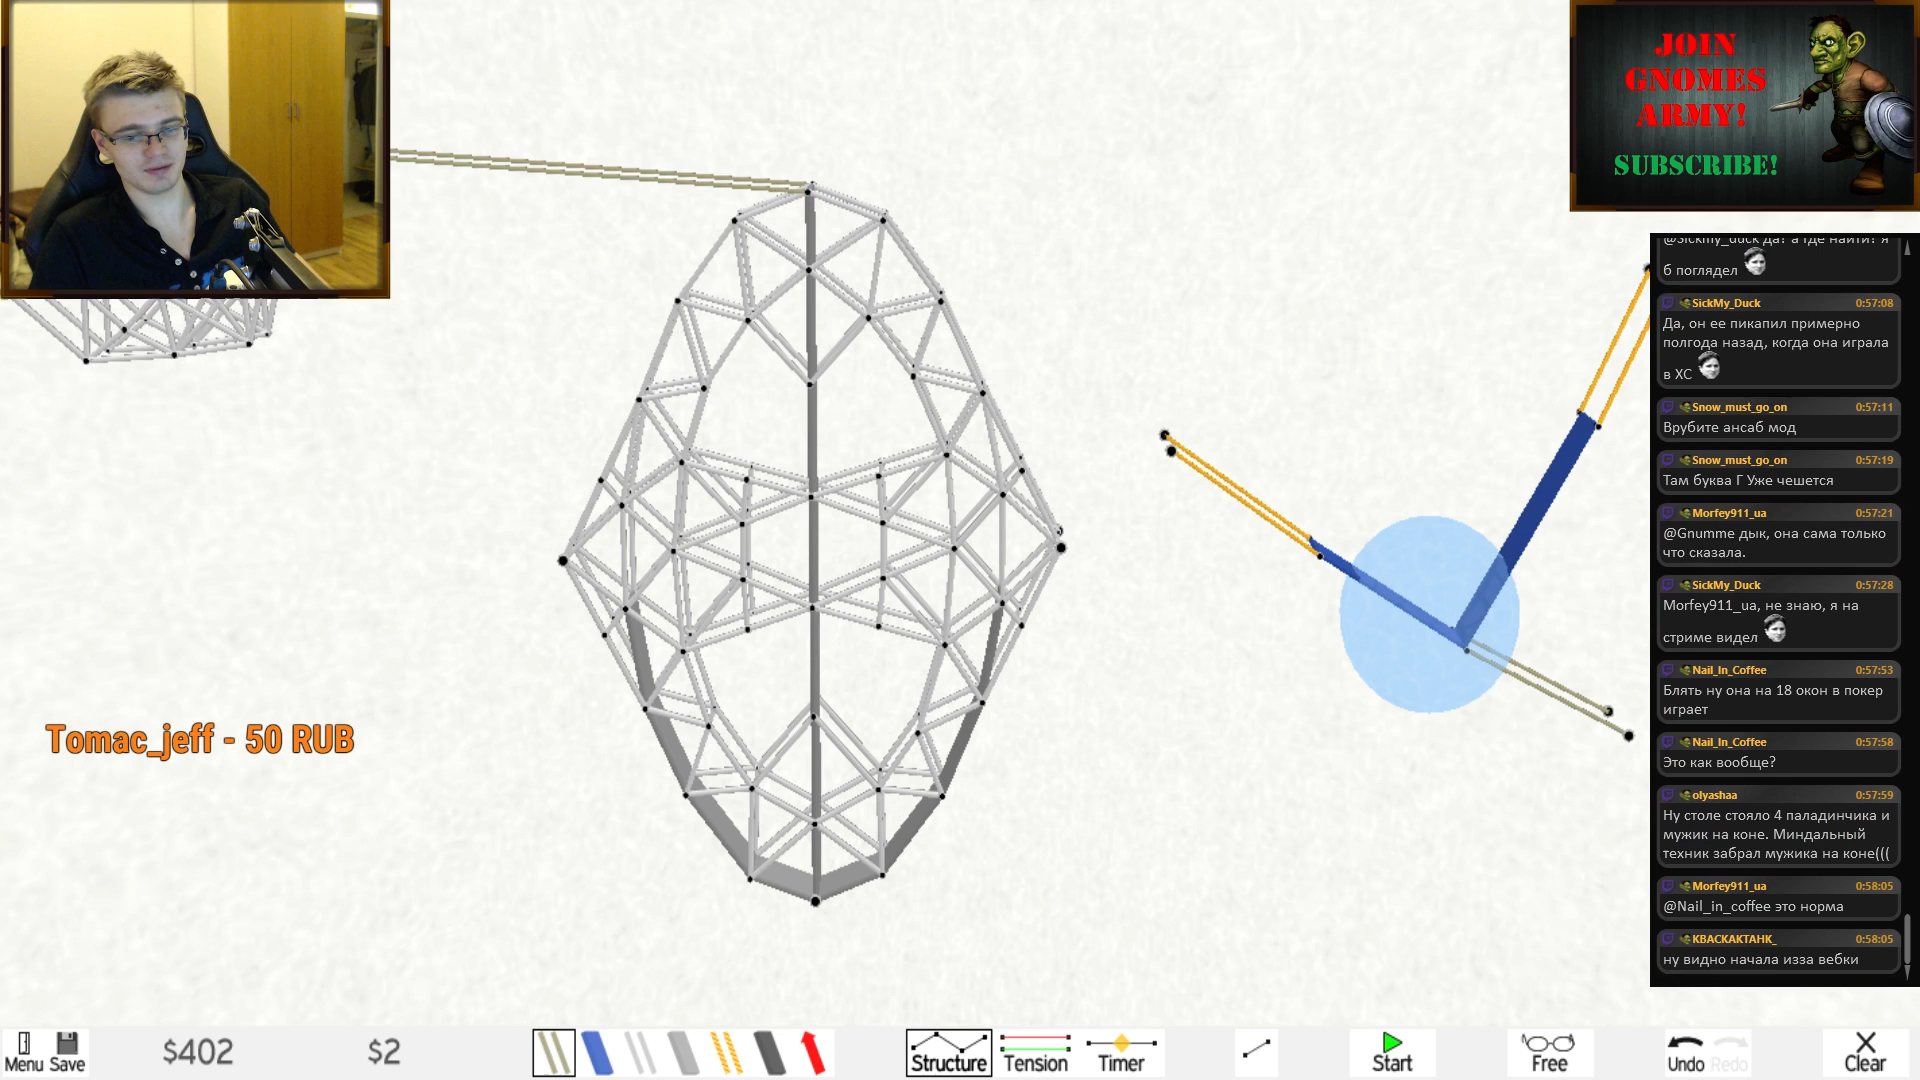 JOIN
GNOMES
ARMY!
SUBSCRIBE!
@Sickmy_duck да? а где найти? я
б поглядел
SickMy_Duck 0:57:08
Да, он ее пикапил примерно
полгода назад, когда она играла
в ХС
Snow_must_go_on 0:57:11
Врубите ансаб мод
Snow_must_go_on 0:57:19
Там буква Г Уже чешется
Morfey911_ua 0:57:21
@Gnumme дык, она сама только
что сказала.
SickMy_Duck 0:57:28
Morfey911_ua, не знаю, я на
стриме видел
Nail_In_Coffee 0:57:53
Блять ну она на 18 окон в покер
играет
Nail_In_Coffee 0:57:58
Это как вообще?
olyashaa 0:57:59
Ну столе стояло 4 паладинчика и
мужик на коне. Миндальный
техник забрал мужика на коне(((
Morfey911_ua 0:58:05
@Nail_in_coffee это норма
KBACKAKTAHK_ 0:58:05
ну видно начала изза вебки
Tomac_jeff - 50 RUB
Menu
Save
$402
$2
Structure
Tension
Timer
Start
Free
Undo
Redo
Clear